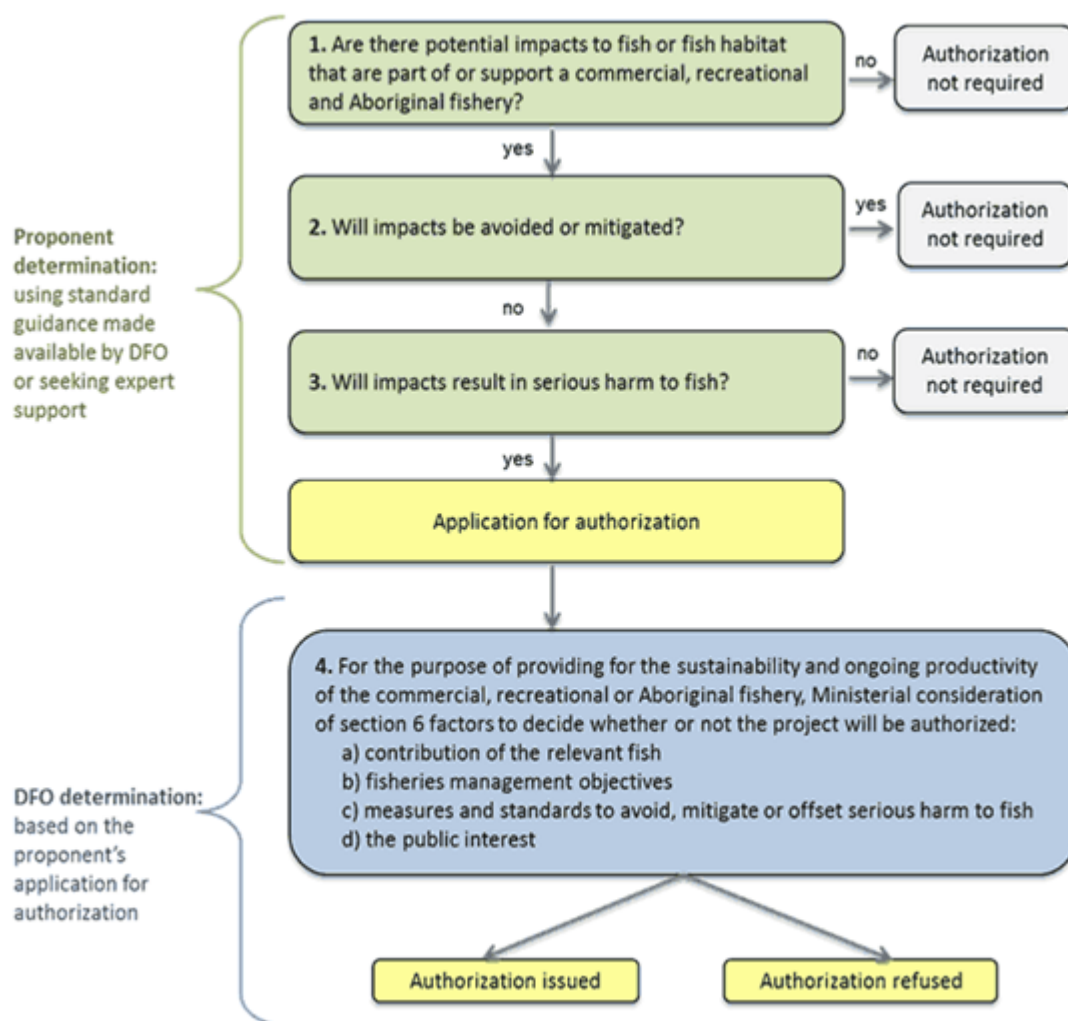 1. Are there potential impacts to fish or fish habitat
that are part of or support a commercial, recreational
and Aboriginal fishery?
no
Authorization
not required
yes
2. Will impacts be avoided or mitigated?
yes
Authorization
not required
no
3. Will impacts result in serious harm to fish?
no
Authorization
not required
yes
Application for authorization
Proponent
determination:
using standard
guidance made
available by DFO
or seeking expert
support
4. For the purpose of providing for the sustainability and ongoing productivity
of the commercial, recreational or Aboriginal fishery, Ministerial consideration
of section 6 factors to decide whether or not the project will be authorized:
a) contribution of the relevant fish
b) fisheries management objectives
c) measures and standards to avoid, mitigate or offset serious harm to fish
d) the public interest
DFO determination:
based on the
proponent's
application for
authorization
Authorization issued
Authorization refused